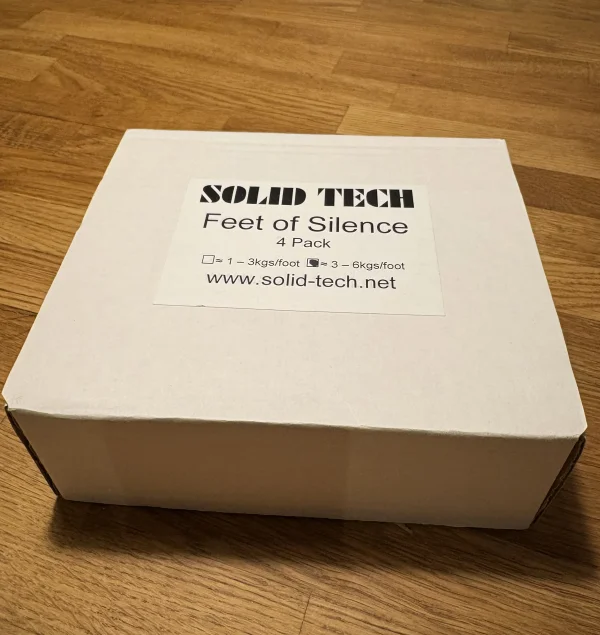 SOLID TECH
Feet of Silence
4 Pack
☐≈ 1 – 3kgs/foot ☑≈ 3 – 6kgs/foot
www.solid-tech.net